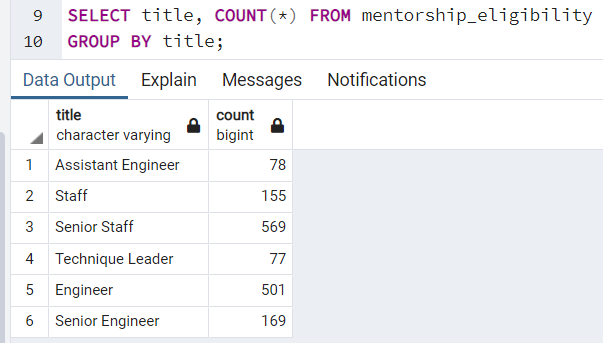 9 SELECT title, COUNT(*) FROM mentorship_eligibility
10 GROUP BY title;
Data Output Explain Messages Notifications
title count
character varying bigint
1 Assistant Engineer 78
2 Staff 155
3 Senior Staff 569
4 Technique Leader 77
5 Engineer 501
6 Senior Engineer 169